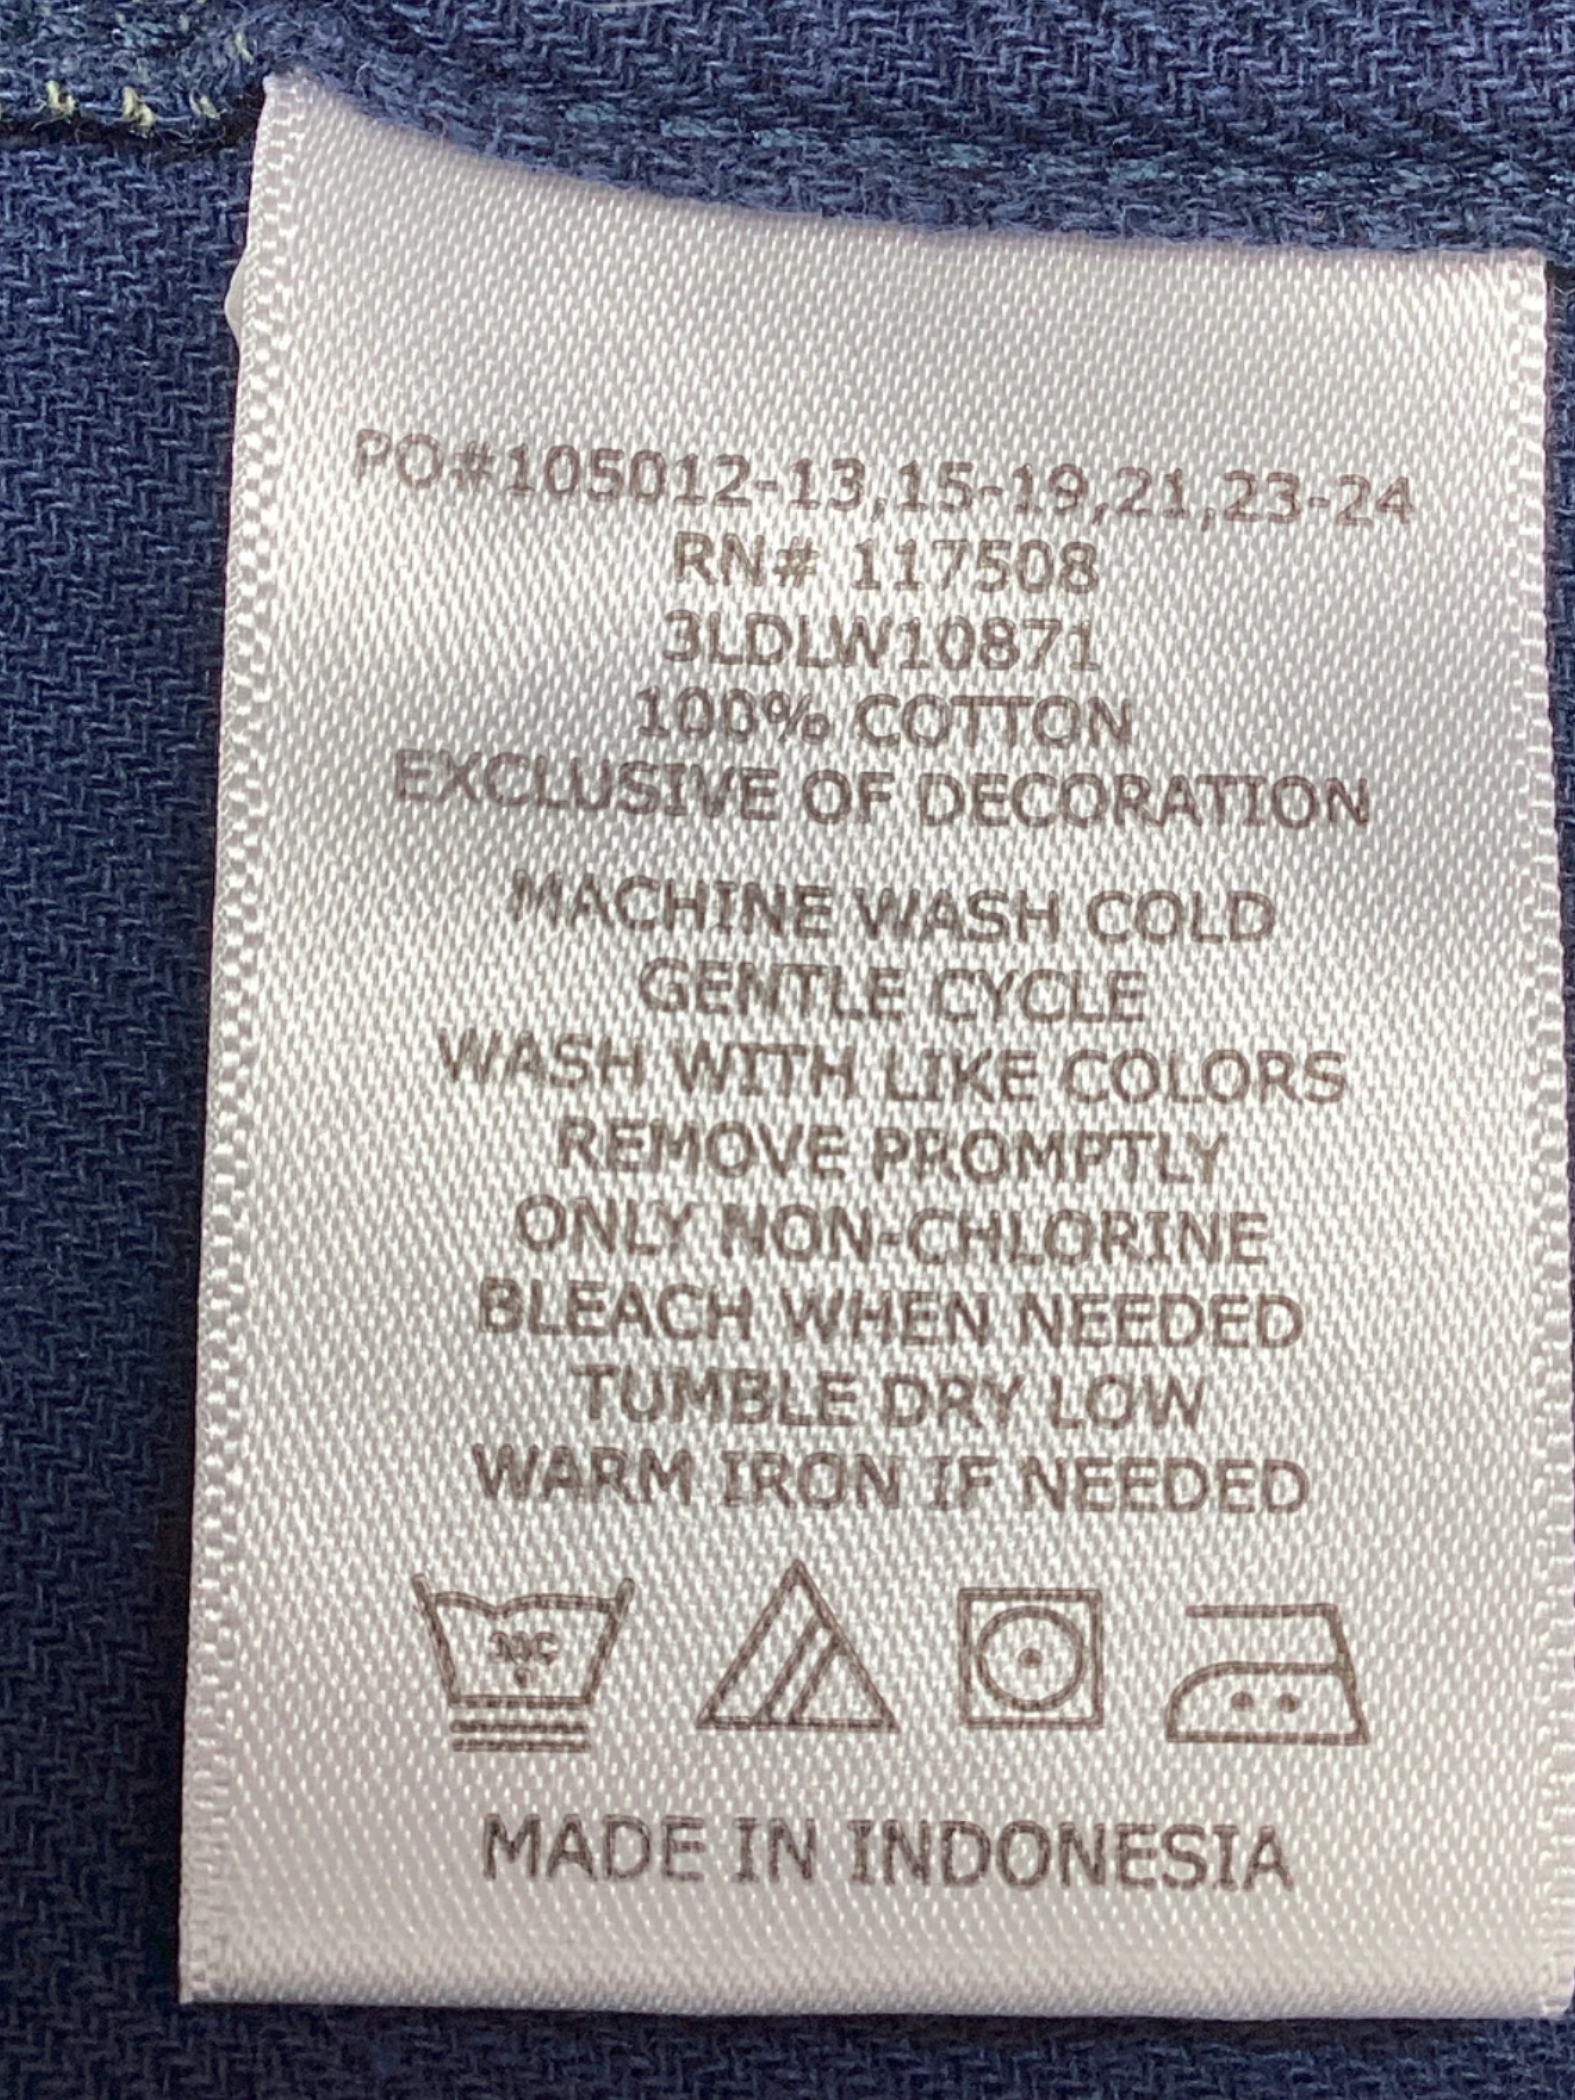 PO#105012-13,15-19,21,23-24
RN# 117508
3LDLW10871
100% COTTON
EXCLUSIVE OF DECORATION
MACHINE WASH COLD
GENTLE CYCLE
WASH WITH LIKE COLORS
REMOVE PROMPTLY
ONLY NON-CHLORINE
BLEACH WHEN NEEDED
TUMBLE DRY LOW
WARM IRON IF NEEDED
MADE IN INDONESIA